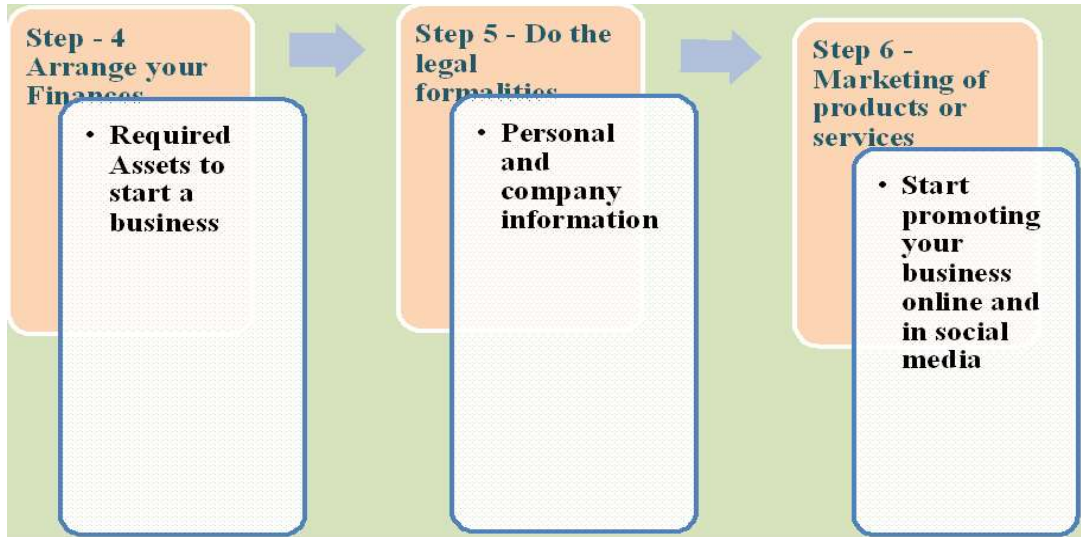 Step - 4
Arrange your
Finances
• Required
Assets to
start a
business
Step 5 - Do the
legal
formalities
• Personal
and
company
information
Step 6 -
Marketing of
products or
services
• Start
promoting
your
business
online and
in social
media